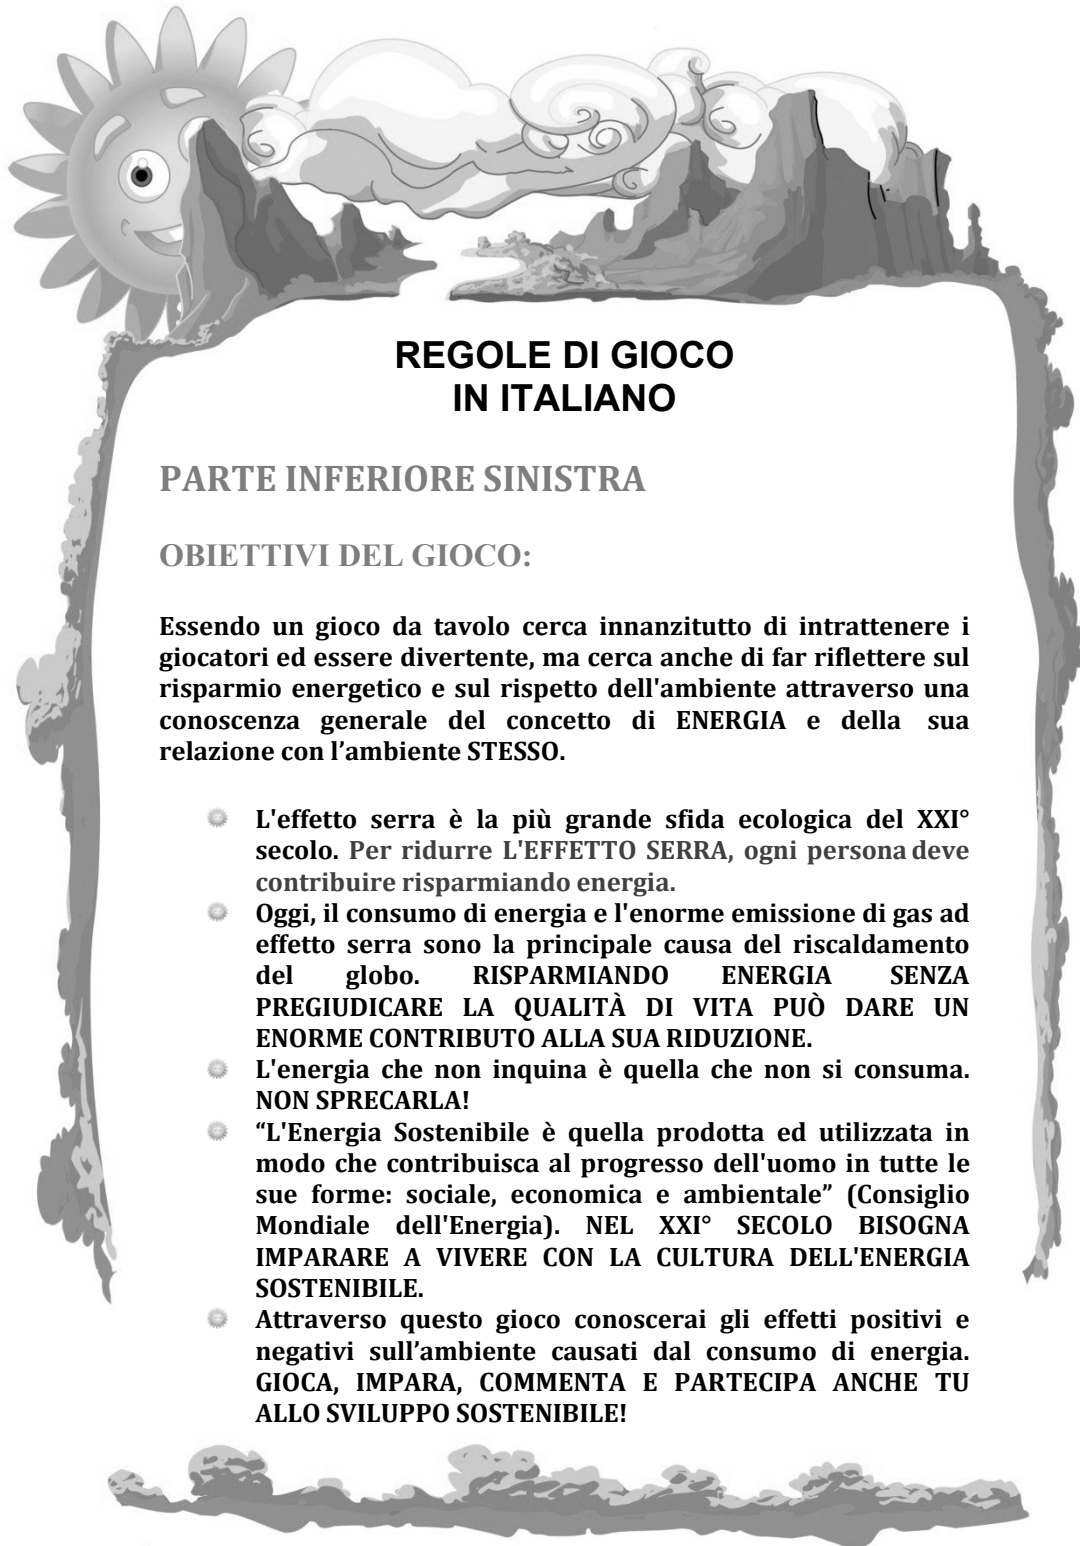 REGOLE DI GIOCO
IN ITALIANO
PARTE INFERIORE SINISTRA
OBIETTIVI DEL GIOCO:
Essendo un gioco da tavolo cerca innanzitutto di intrattenere i
giocatori ed essere divertente, ma cerca anche di far riflettere sul
risparmio energetico e sul rispetto dell'ambiente attraverso una
conoscenza generale del concetto di ENERGIA e della sua
relazione con l’ambiente STESSO.
L'effetto serra è la più grande sfida ecologica del XXI°
secolo. Per ridurre L'EFFETTO SERRA, ogni persona deve
contribuire risparmiando energia.
Oggi, il consumo di energia e l'enorme emissione di gas ad
effetto serra sono la principale causa del riscaldamento
del globo. RISPARMIANDO ENERGIA SENZA
PREGIUDICARE LA QUALITÀ DI VITA PUÒ DARE UN
ENORME CONTRIBUTO ALLA SUA RIDUZIONE.
L'energia che non inquina è quella che non si consuma.
NON SPRECARLA!
“L'Energia Sostenibile è quella prodotta ed utilizzata in
modo che contribuisca al progresso dell'uomo in tutte le
sue forme: sociale, economica e ambientale” (Consiglio
Mondiale dell'Energia). NEL XXI° SECOLO BISOGNA
IMPARARE A VIVERE CON LA CULTURA DELL'ENERGIA
SOSTENIBILE.
Attraverso questo gioco conoscerai gli effetti positivi e
negativi sull’ambiente causati dal consumo di energia.
GIOCA, IMPARA, COMMENTA E PARTECIPA ANCHE TU
ALLO SVILUPPO SOSTENIBILE!